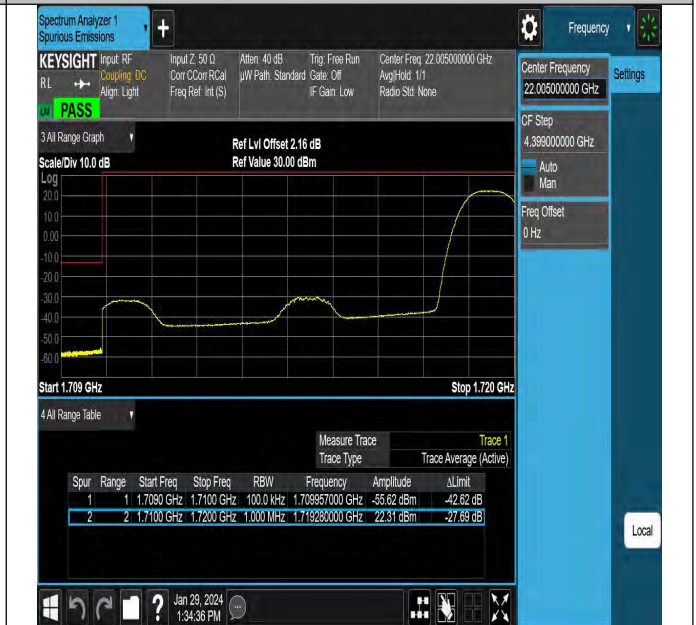 Spectrum Analyzer 1
Spurious Emissions
+
Frequency
KEYSIGHT Input: RF Input Z: 50 Ω Atten: 40 dB Trig: Free Run Center Freq: 22.005000000 GHz
RL Coupling: DC Corr CCorr RCal µW Path: Standard Gate: Off Avg|Hold: 1/1
Align: Light Freq Ref: Int (S) IF Gain: Low Radio Std: None
PASS
Center Frequency
22.005000000 GHz
Settings
CF Step
4.399000000 GHz
Auto
Man
Freq Offset
0 Hz
3 All Range Graph
Ref Lvl Offset 2.16 dB
Scale/Div 10.0 dB Ref Value 30.00 dBm
Log
20.0
10.0
0.00
-10.0
-20.0
-30.0
-40.0
-50.0
-60.0
Start 1.709 GHz Stop 1.720 GHz
4 All Range Table
Measure Trace Trace 1
Trace Type Trace Average (Active)
Spur Range Start Freq Stop Freq RBW Frequency Amplitude ΔLimit
1 1 1.7090 GHz 1.7100 GHz 100.0 kHz 1.709957000 GHz -55.62 dBm -42.62 dB
2 2 1.7100 GHz 1.7200 GHz 1.000 MHz 1.719280000 GHz 22.31 dBm -27.69 dB
Local
? Jan 29, 2024
1:34:36 PM